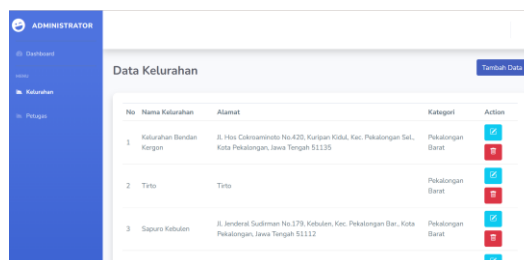 ADMINISTRATOR
Dashboard
MENU
Kelurahan
Petugas
Data Kelurahan
Tambah Data
No Nama Kelurahan Alamat Kategori Action
1 Kelurahan Bendan Kergon Jl. Hos Cokroaminoto No.420, Kuripan Kidul, Kec. Pekalongan Sel., Kota Pekalongan, Jawa Tengah 51135 Pekalongan Barat
2 Tirto Tirto Pekalongan Barat
3 Sapuro Kebulen Jl. Jenderal Sudirman No.179, Kebulen, Kec. Pekalongan Bar., Kota Pekalongan, Jawa Tengah 51112 Pekalongan Barat